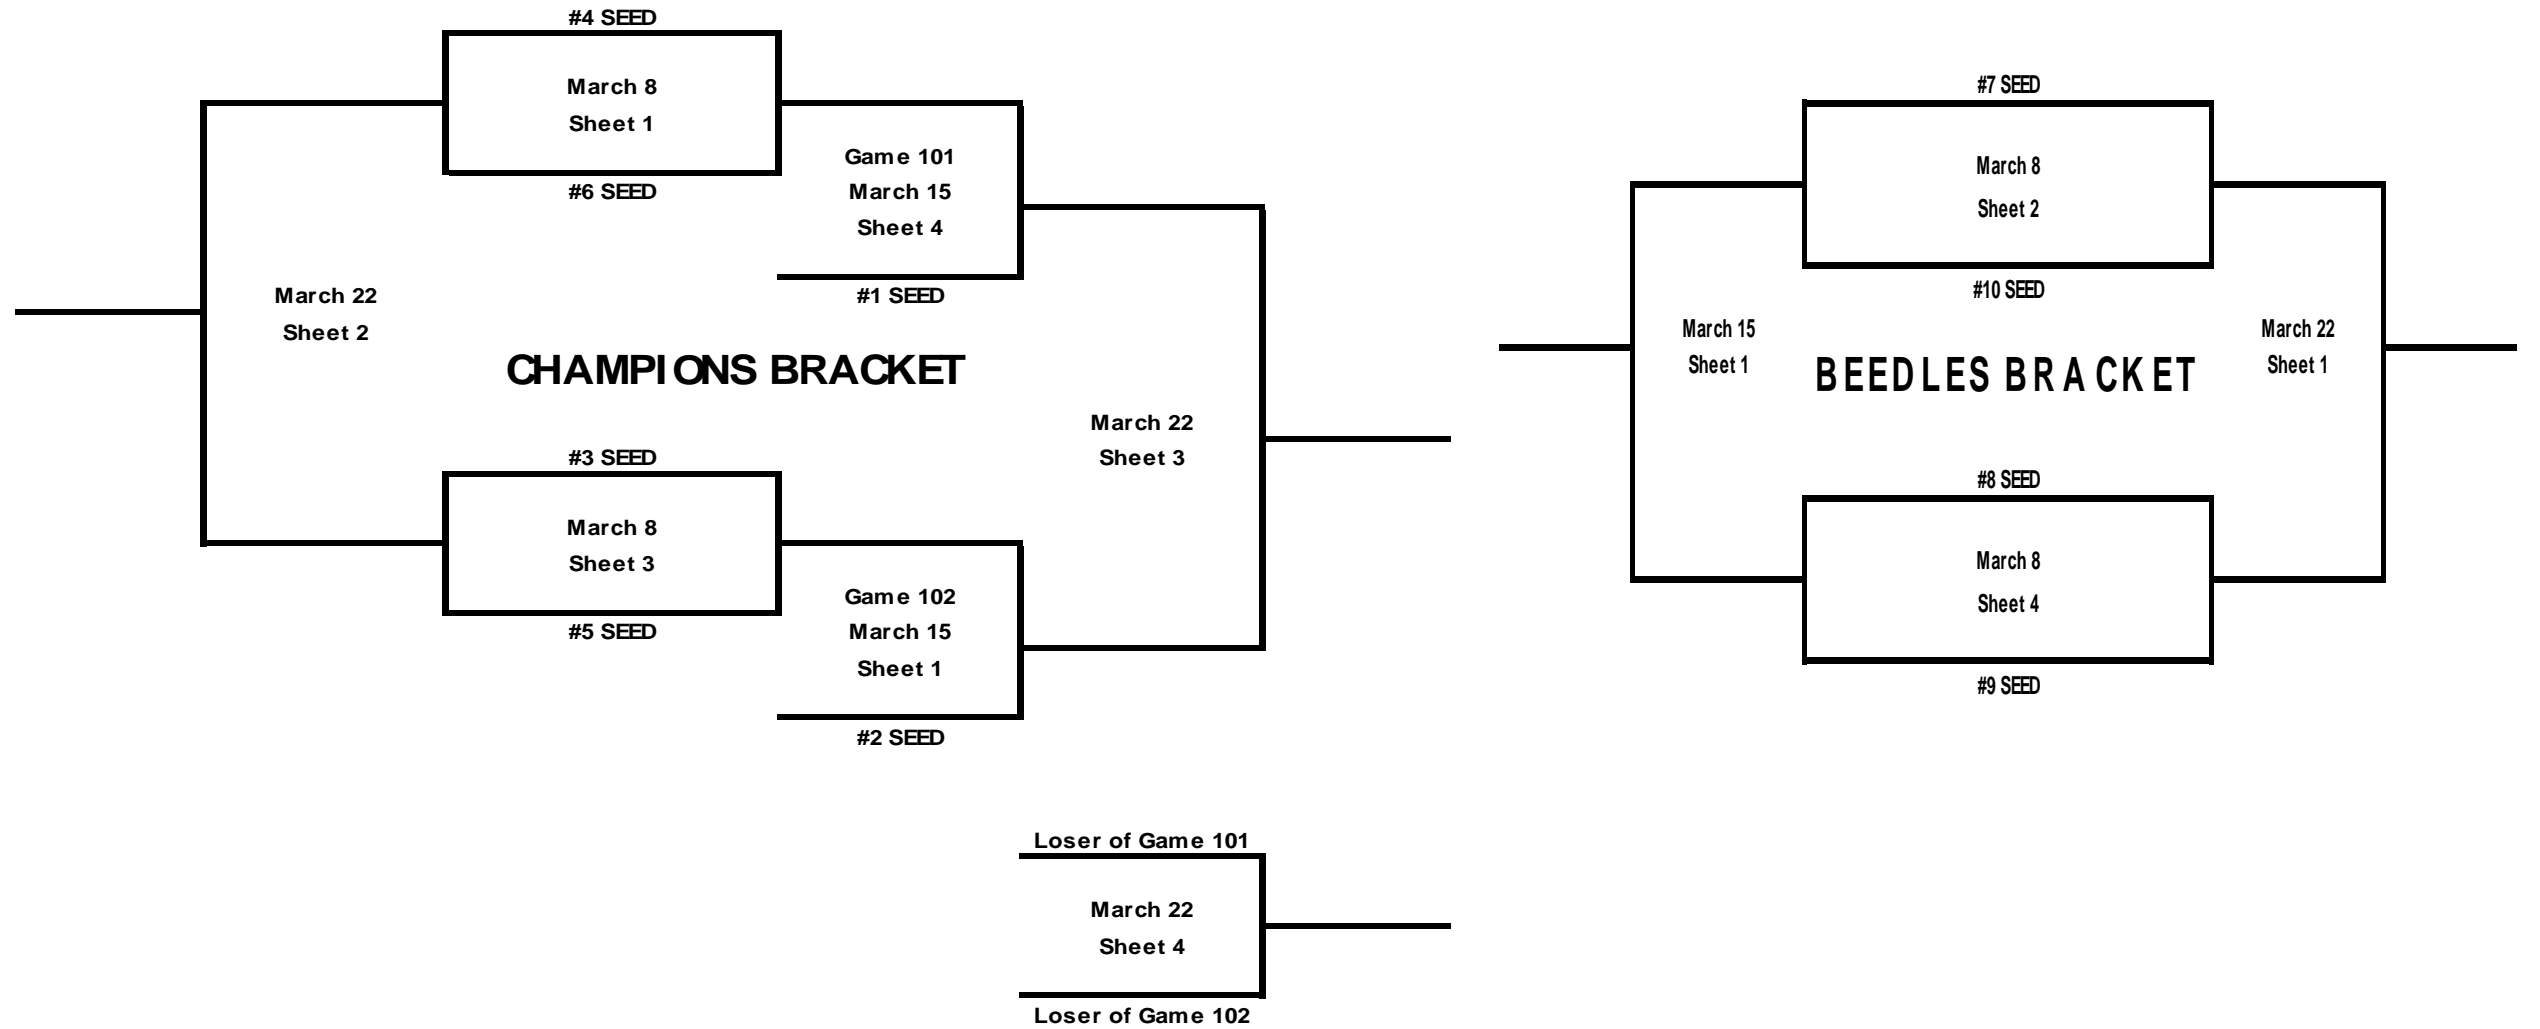 #4 SEED
March 8
Sheet 1
#6 SEED
Game 101
March 15
Sheet 4
#1 SEED
March 22
Sheet 2
CHAMPIONS BRACKET
March 22
Sheet 3
#3 SEED
March 8
Sheet 3
#5 SEED
Game 102
March 15
Sheet 1
#2 SEED
Loser of Game 101
March 22
Sheet 4
Loser of Game 102
#7 SEED
March 8
Sheet 2
#10 SEED
March 15
Sheet 1
BEEDLES BRACKET
March 22
Sheet 1
#8 SEED
March 8
Sheet 4
#9 SEED